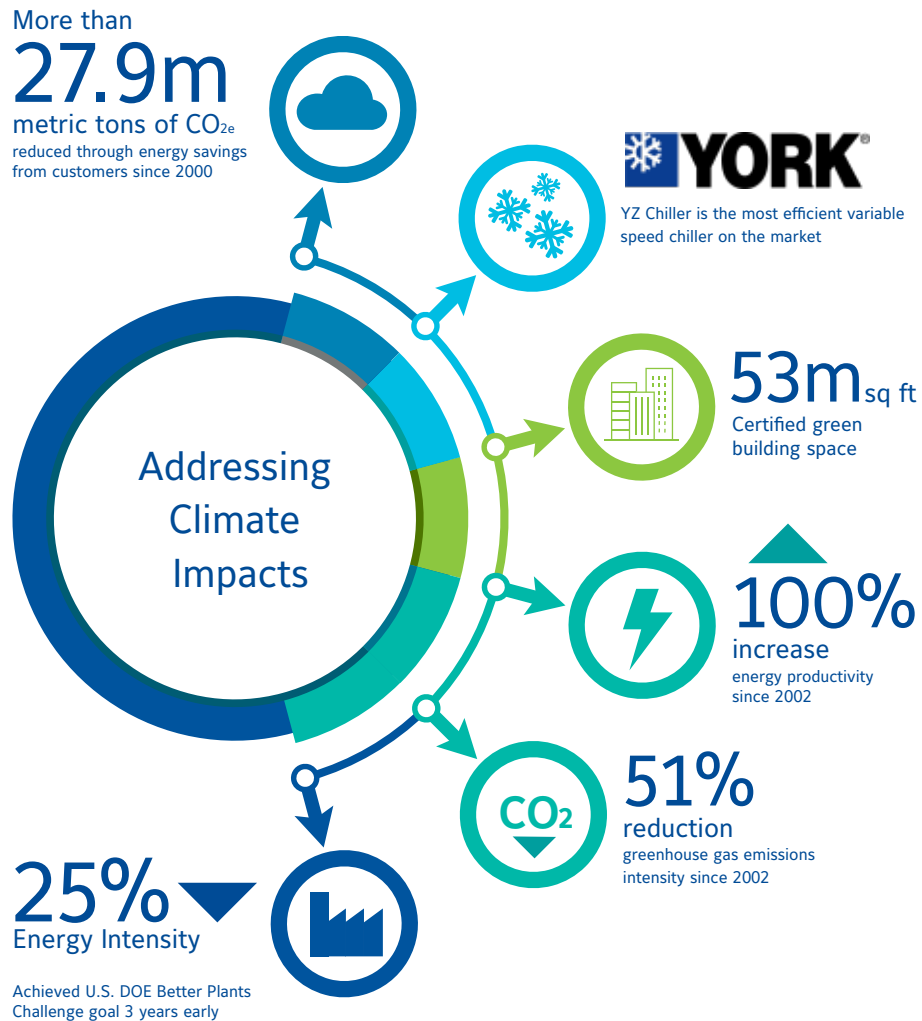 More than
27.9m
metric tons of CO2e
reduced through energy savings
from customers since 2000
YORK®
YZ Chiller is the most efficient variable
speed chiller on the market
53m sq ft
Certified green
building space
Addressing
Climate
Impacts
100%
increase
energy productivity
since 2002
CO2
51%
reduction
greenhouse gas emissions
intensity since 2002
25%
Energy Intensity
Achieved U.S. DOE Better Plants
Challenge goal 3 years early